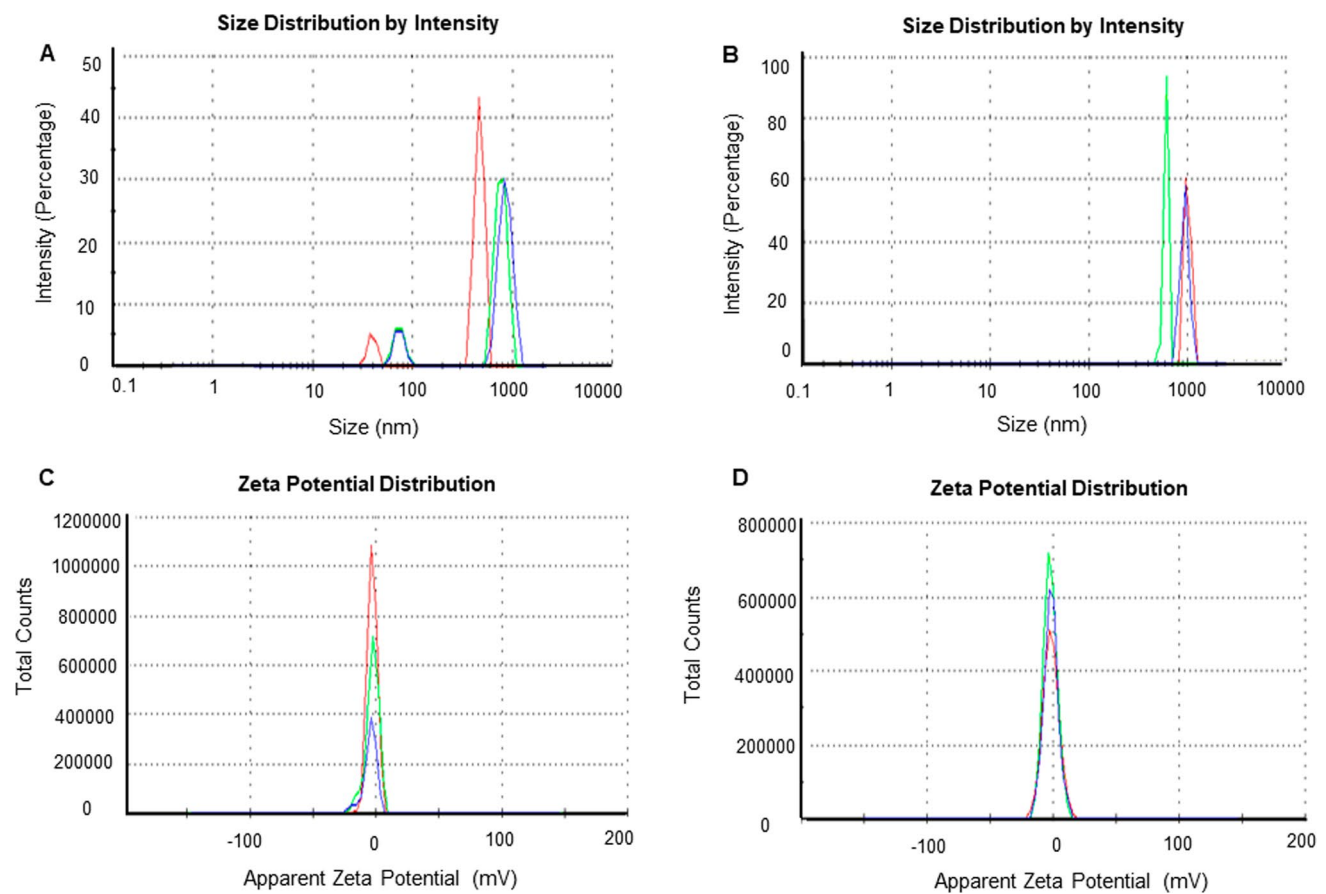 Size Distribution by Intensity
A
50
40
30
20
10
0
Intensity (Percentage)
0.1 1 10 100 1000 10000
Size (nm)
Size Distribution by Intensity
B
100
80
60
40
20
0
Intensity (Percentage)
0.1 1 10 100 1000 10000
Size (nm)
C
Zeta Potential Distribution
1200000
1000000
800000
600000
400000
200000
0
Total Counts
-100 0 100 200
Apparent Zeta Potential (mV)
D
Zeta Potential Distribution
800000
600000
400000
200000
0
Total Counts
-100 0 100 200
Apparent Zeta Potential (mV)